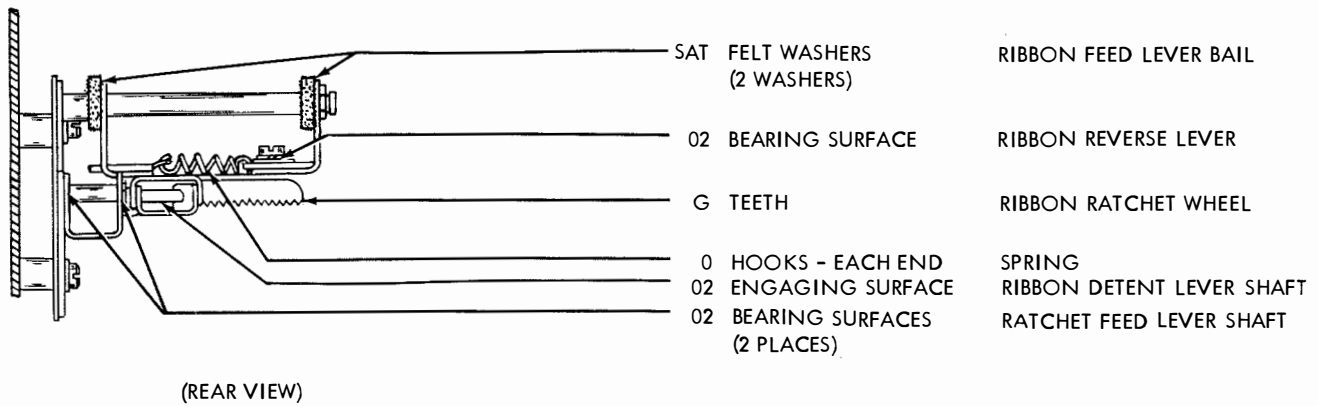 SAT FELT WASHERS RIBBON FEED LEVER BAIL
(2 WASHERS)
02 BEARING SURFACE RIBBON REVERSE LEVER
G TEETH RIBBON RATCHET WHEEL
0 HOOKS - EACH END SPRING
02 ENGAGING SURFACE RIBBON DETENT LEVER SHAFT
02 BEARING SURFACES RATCHET FEED LEVER SHAFT
(2 PLACES)
(REAR VIEW)